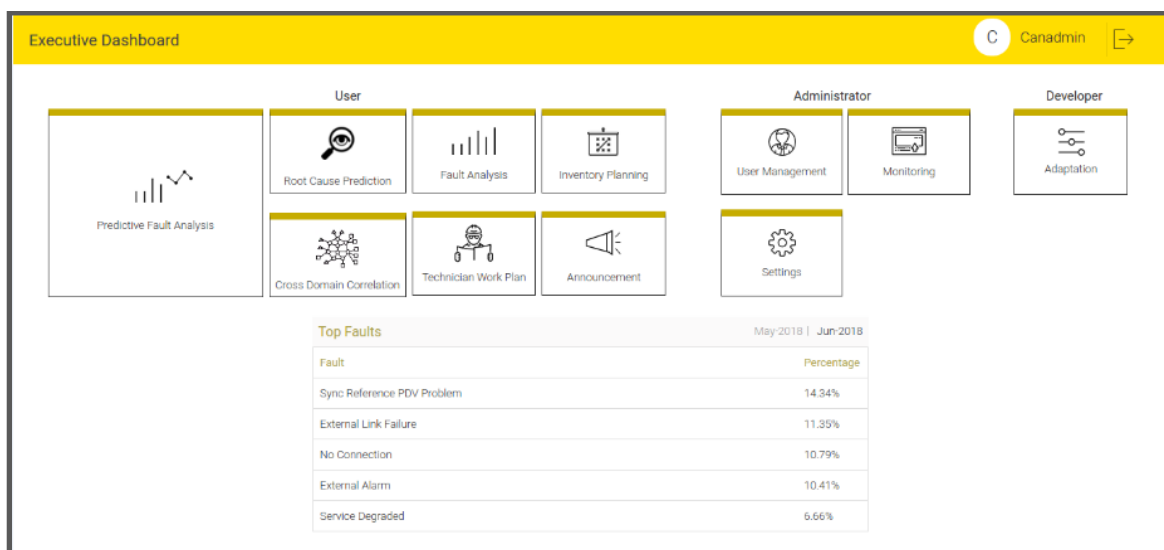 Executive Dashboard
C Canadmin
User Administrator Developer
Predictive Fault Analysis
Root Cause Prediction
Fault Analysis
Inventory Planning
User Management
Monitoring
Adaptation
Cross Domain Correlation
Technician Work Plan
Announcement
Settings
Top Faults May-2018 | Jun-2018
Fault Percentage
Sync Reference PDV Problem 14.34%
External Link Failure 11.35%
No Connection 10.79%
External Alarm 10.41%
Service Degraded 6.66%